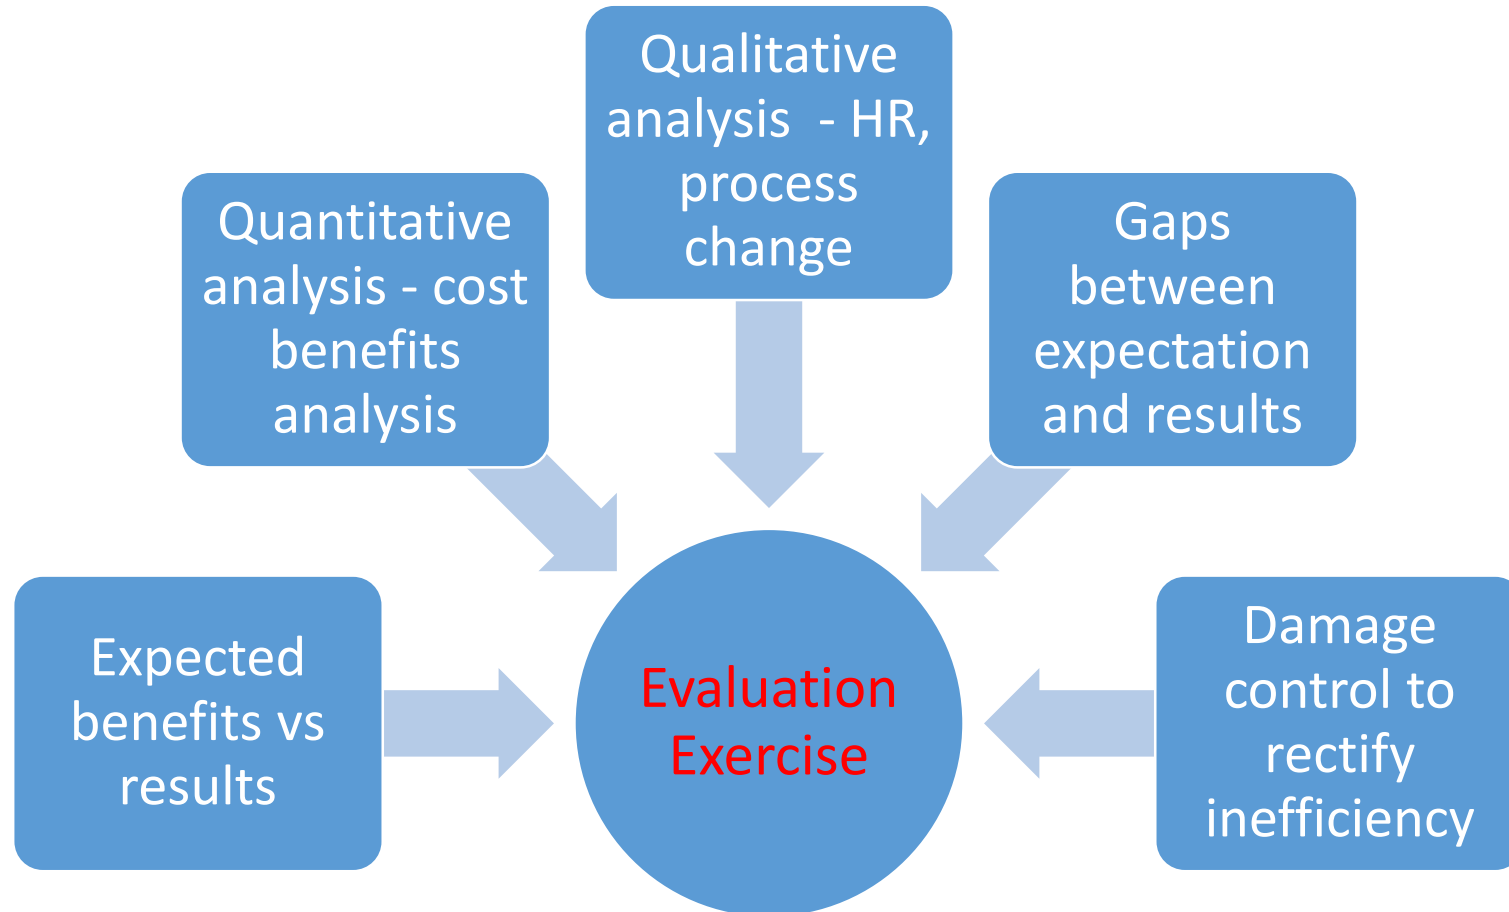 Qualitative
analysis - HR,
process
change
Quantitative
analysis - cost
benefits
analysis
Gaps
between
expectation
and results
Expected
benefits vs
results
Evaluation
Exercise
Damage
control to
rectify
inefficiency